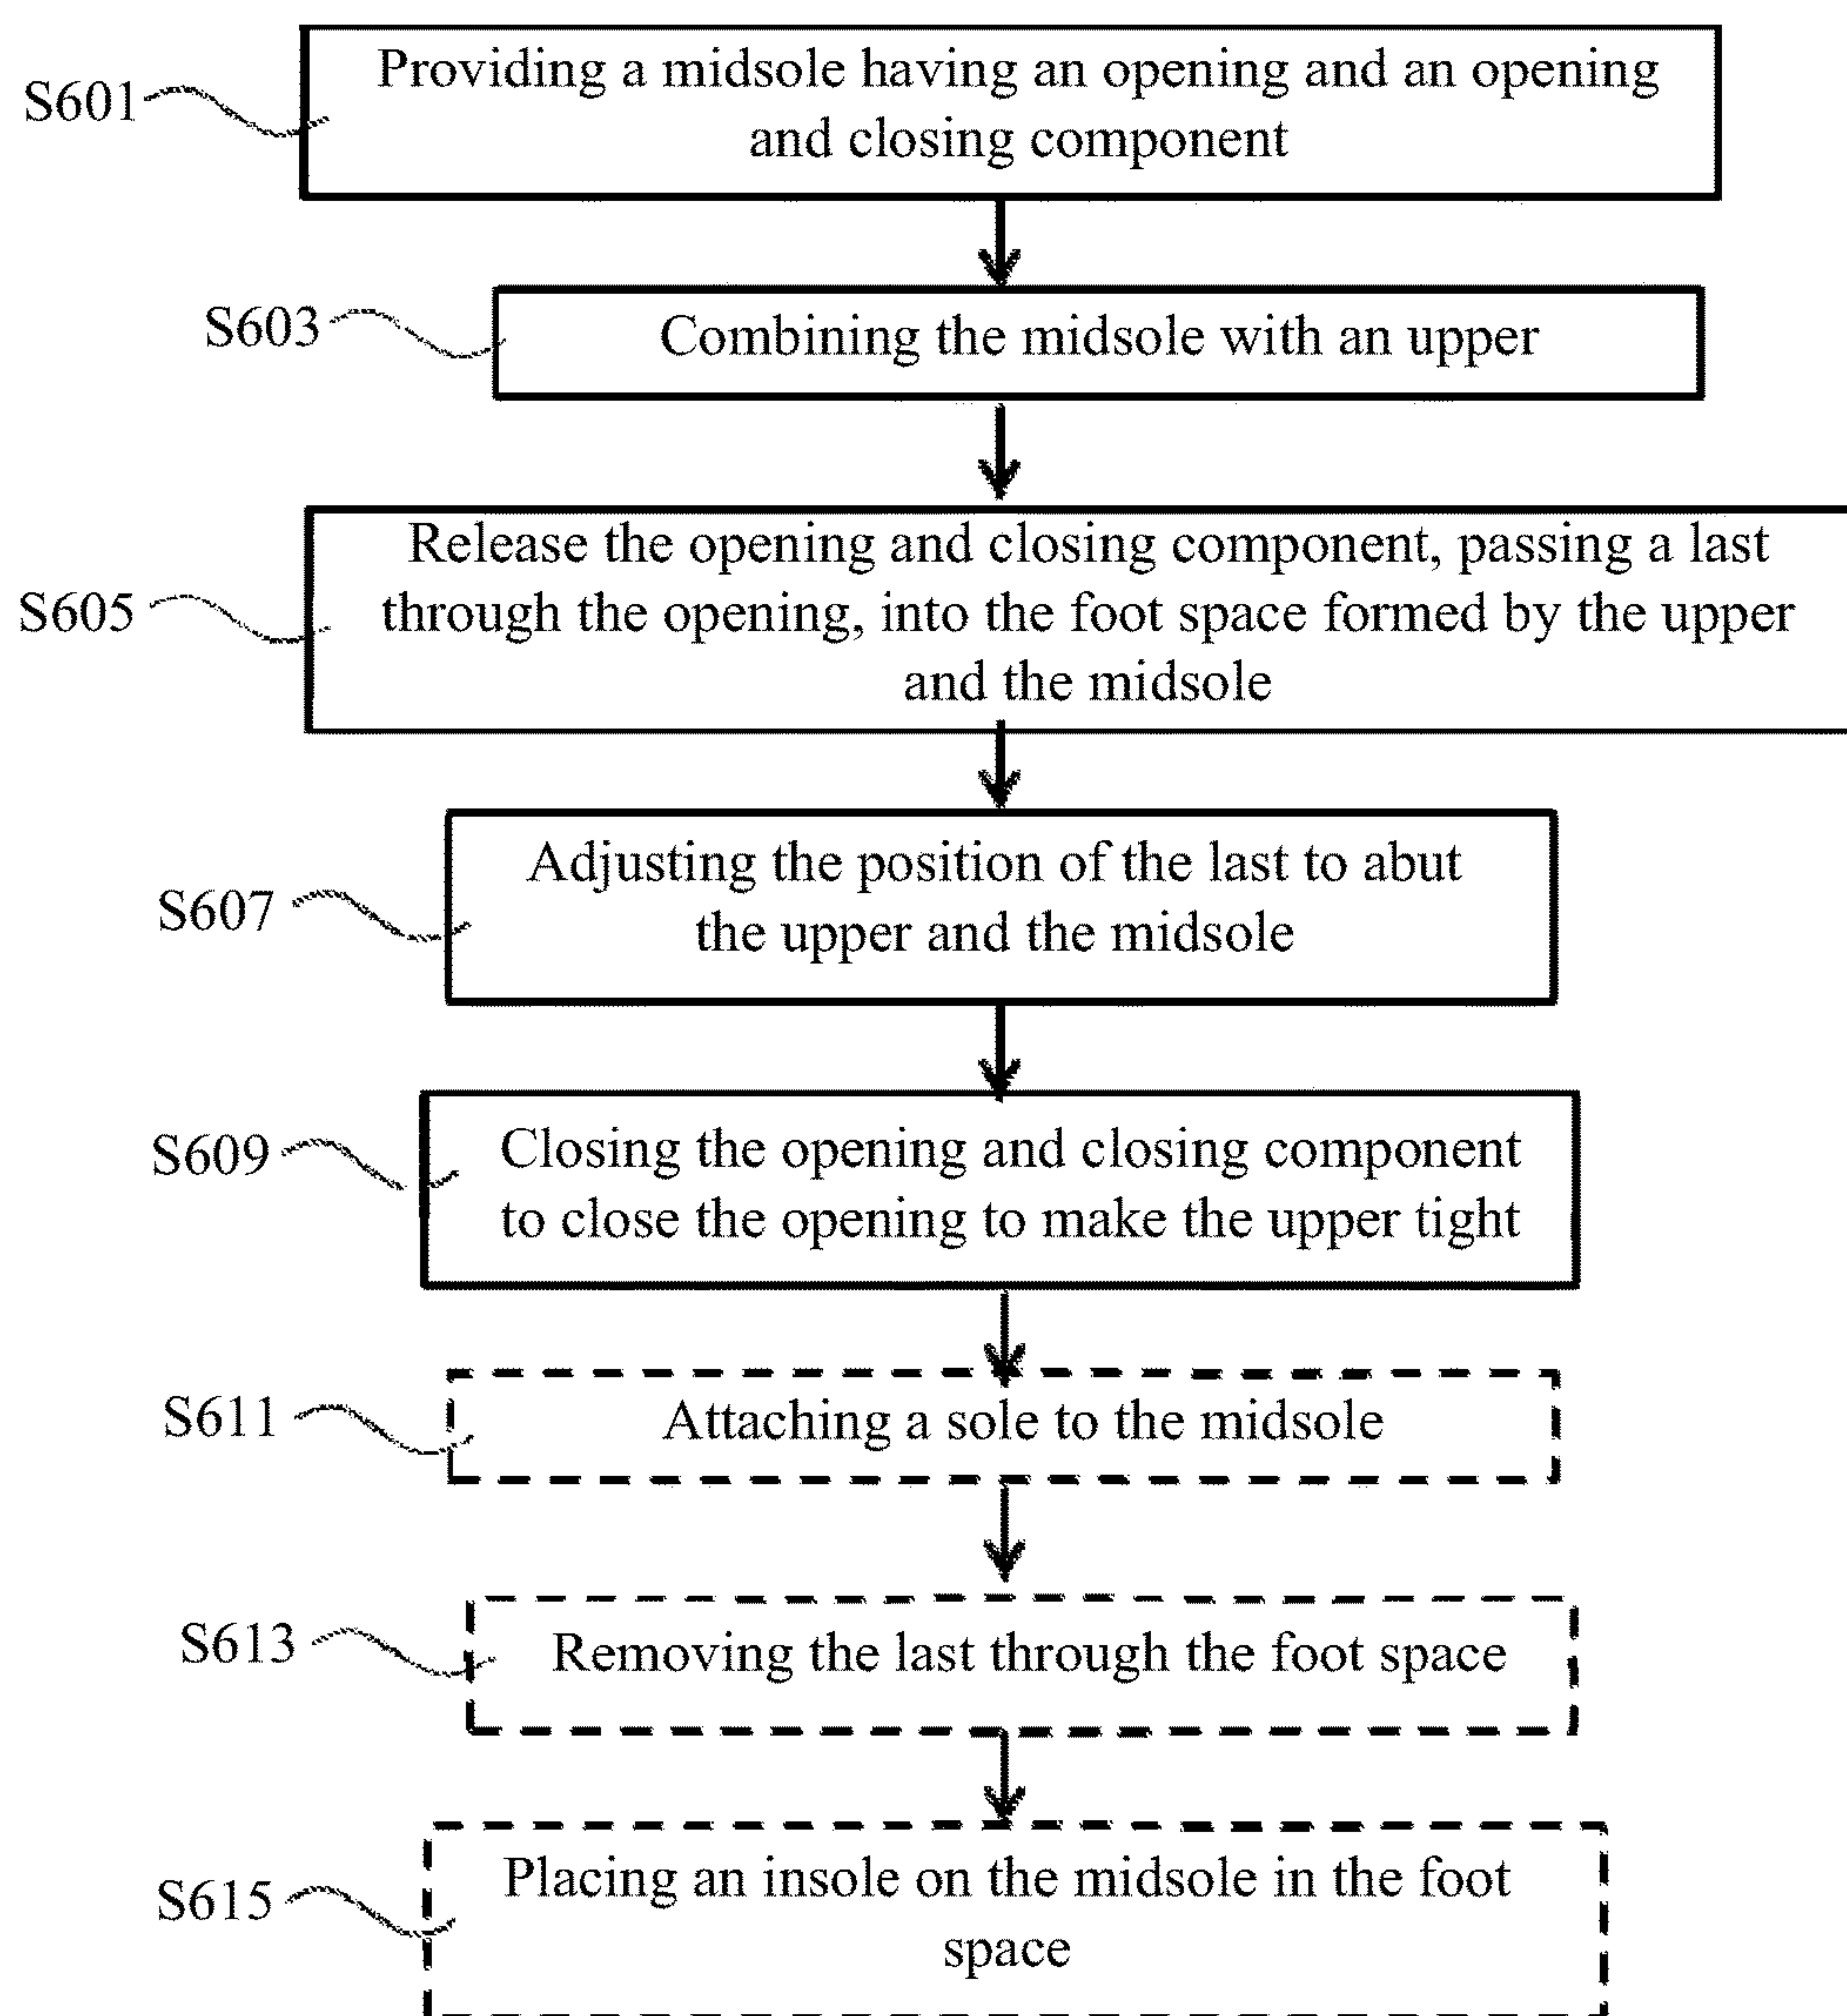 S601
Providing a midsole having an opening and an opening
and closing component
S603
Combining the midsole with an upper
Release the opening and closing component, passing a last
S605
through the opening, into the foot space formed by the upper
and the midsole
Adjusting the position of the last to abut
S607
the upper and the midsole
S609
Closing the opening and closing component
to close the opening to make the upper tight
S611
Attaching a sole to the midsole
S613
Removing the last through the foot space
S615
Placing an insole on the midsole in the foot
space